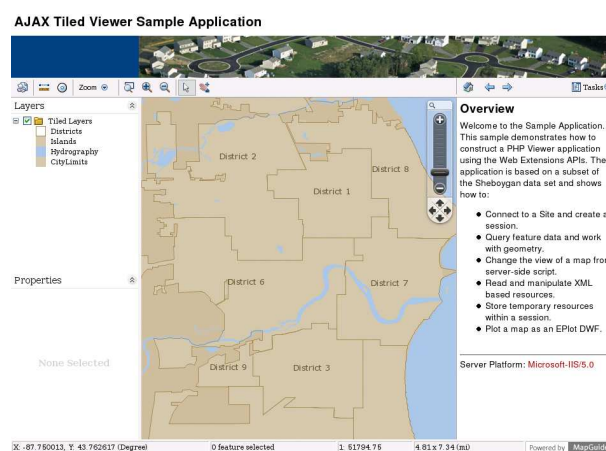 AJAX Tiled Viewer Sample Application
Zoom
Tasks
Layers
Tiled Layers
Districts
Islands
Hydrography
CityLimits
Properties
None Selected
District 2
District 8
District 1
District 6
District 7
District 9
District 3
Overview
Welcome to the Sample Application.
This sample demonstrates how to
construct a PHP Viewer application
using the Web Extensions APIs. The
application is based on a subset of
the Sheboygan data set and shows
how to:
Connect to a Site and create a
session.
Query feature data and work
with geometry.
Change the view of a map from
server-side script.
Read and manipulate XML
based resources.
Store temporary resources
within a session.
Plot a map as an EPlot DWF.
Server Platform: Microsoft-IIS/5.0
X: -87.750013, Y: 43.762617 (Degree)
0 feature selected
1: 51794.75
4.81 x 7.34 (mi)
Powered by MapGuide